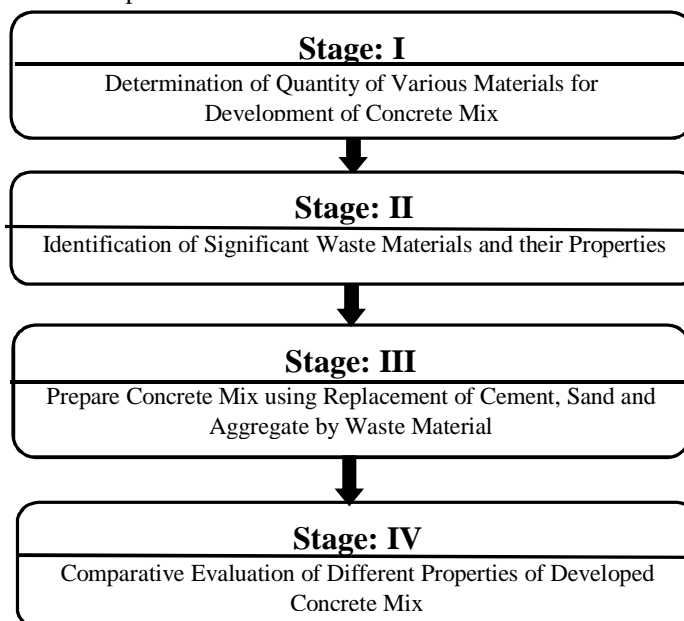 Stage: I
Determination of Quantity of Various Materials for
Development of Concrete Mix
Stage: II
Identification of Significant Waste Materials and their Properties
Stage: III
Prepare Concrete Mix using Replacement of Cement, Sand and
Aggregate by Waste Material
Stage: IV
Comparative Evaluation of Different Properties of Developed
Concrete Mix